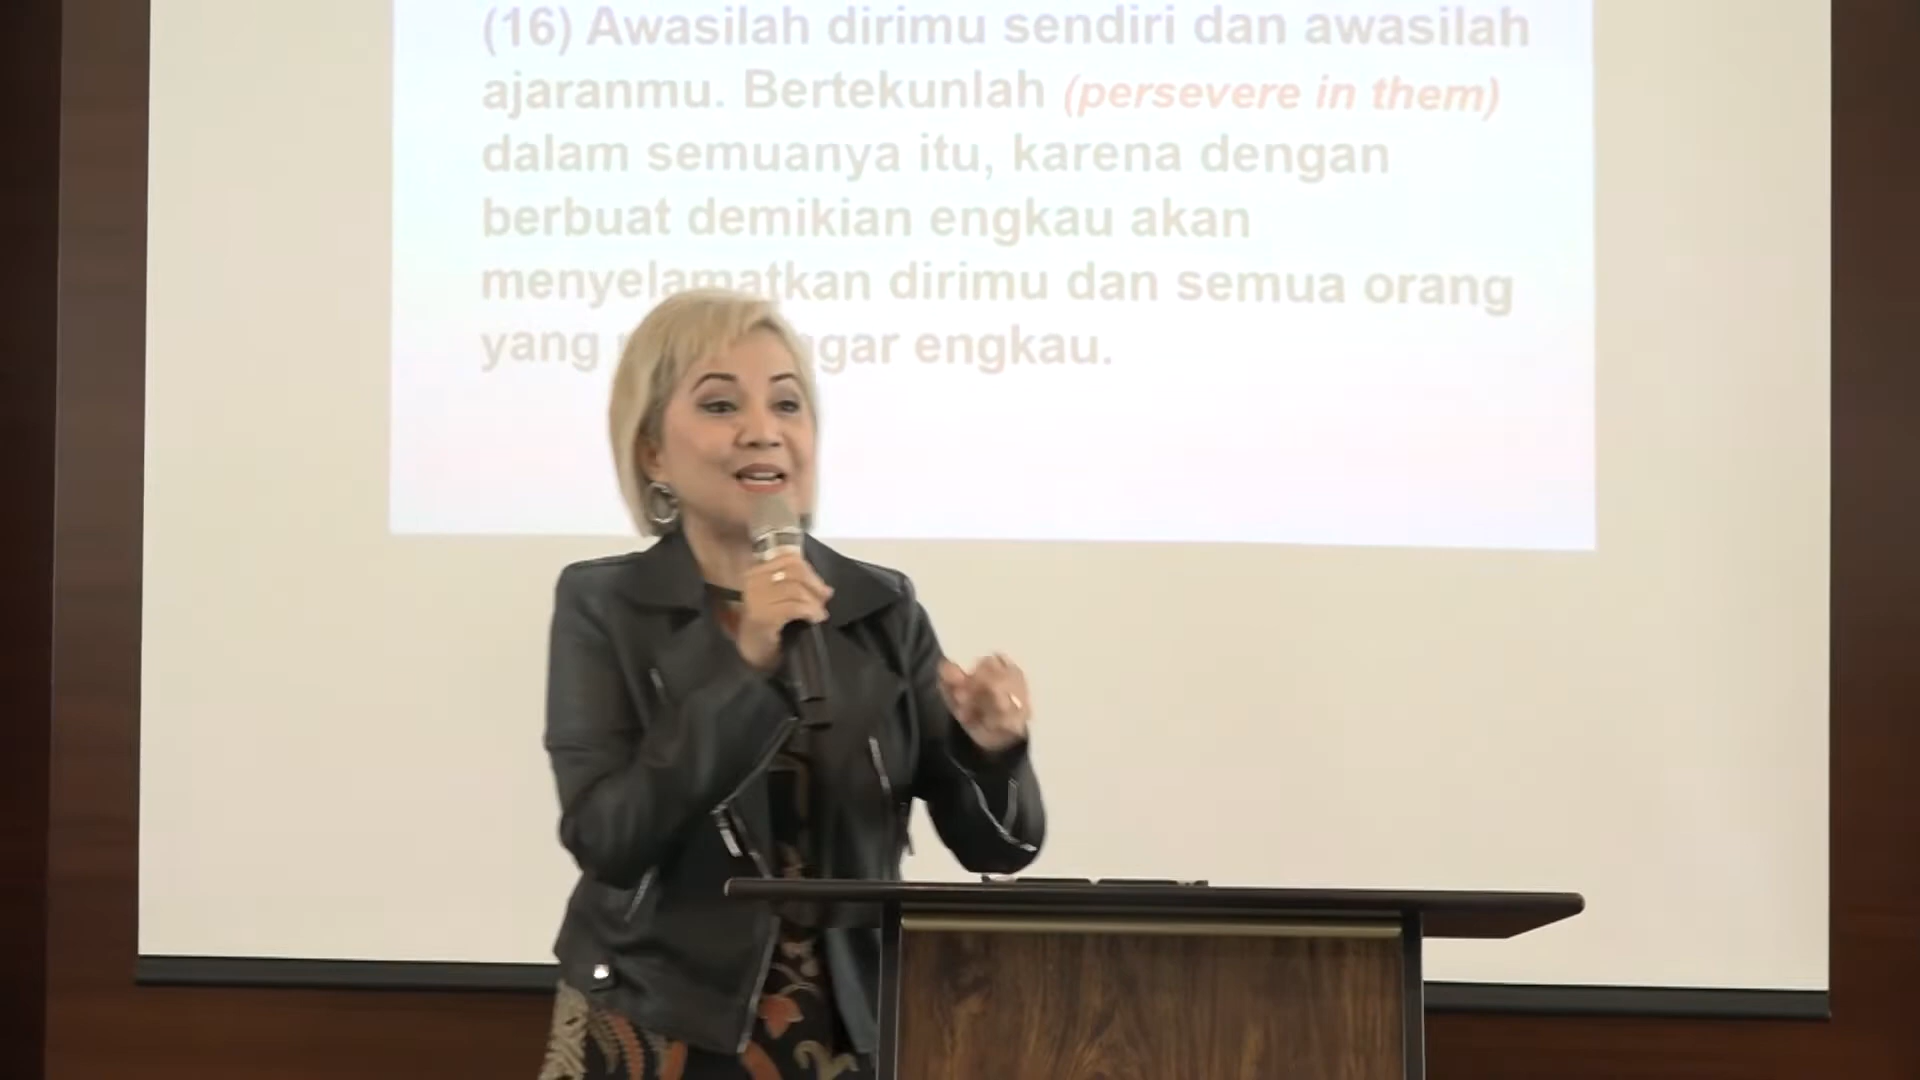 (16) Awasilah dirimu sendiri dan awasilah
ajaranmu. Bertekunlah (persevere in them)
dalam semuanya itu, karena dengan
berbuat demikian engkau akan
menyelamatkan dirimu dan semua orang
yang engkau.